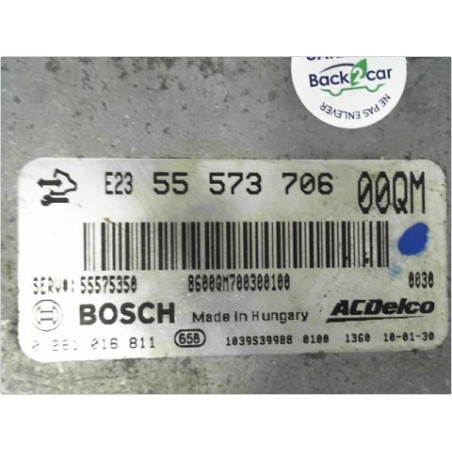 Back2car
NE PAS ENLEVER
E23 55 573 706 00QM
SERV#: 55575350 8600QM700300100 0030
BOSCH Made in Hungary ACDelco
0 281 016 811 658 1039S39988 0100 1360 10-01-30